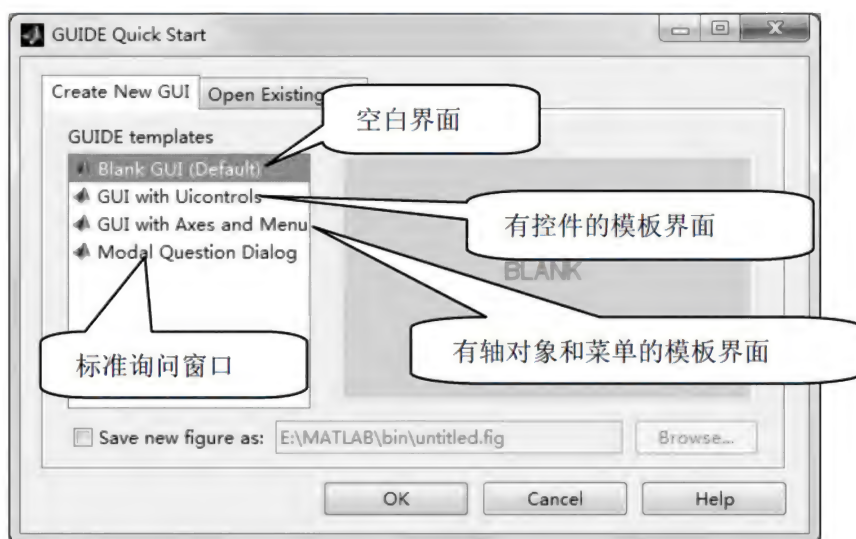 GUIDE Quick Start
Create New GUI
Open Existing
空白界面
GUIDE templates
Blank GUI (Default)
GUI with Uicontrols
有控件的模板界面
GUI with Axes and Menu
Modal Question Dialog
BLANK
标准询问窗口
有轴对象和菜单的模板界面
Save new figure as:
E:\MATLAB\bin\untitled.fig
Browse...
OK
Cancel
Help